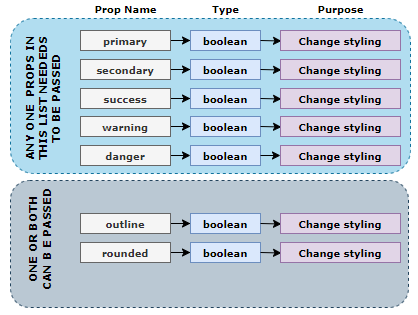 Prop Name Type Purpose
ANY ONE PROPS IN
THIS LIST NEEDEDS
TO BE PASSED
primary boolean Change styling
secondary boolean Change styling
success boolean Change styling
warning boolean Change styling
danger boolean Change styling
ONE OR BOTH
CAN B E PASSED
outline boolean Change styling
rounded boolean Change styling